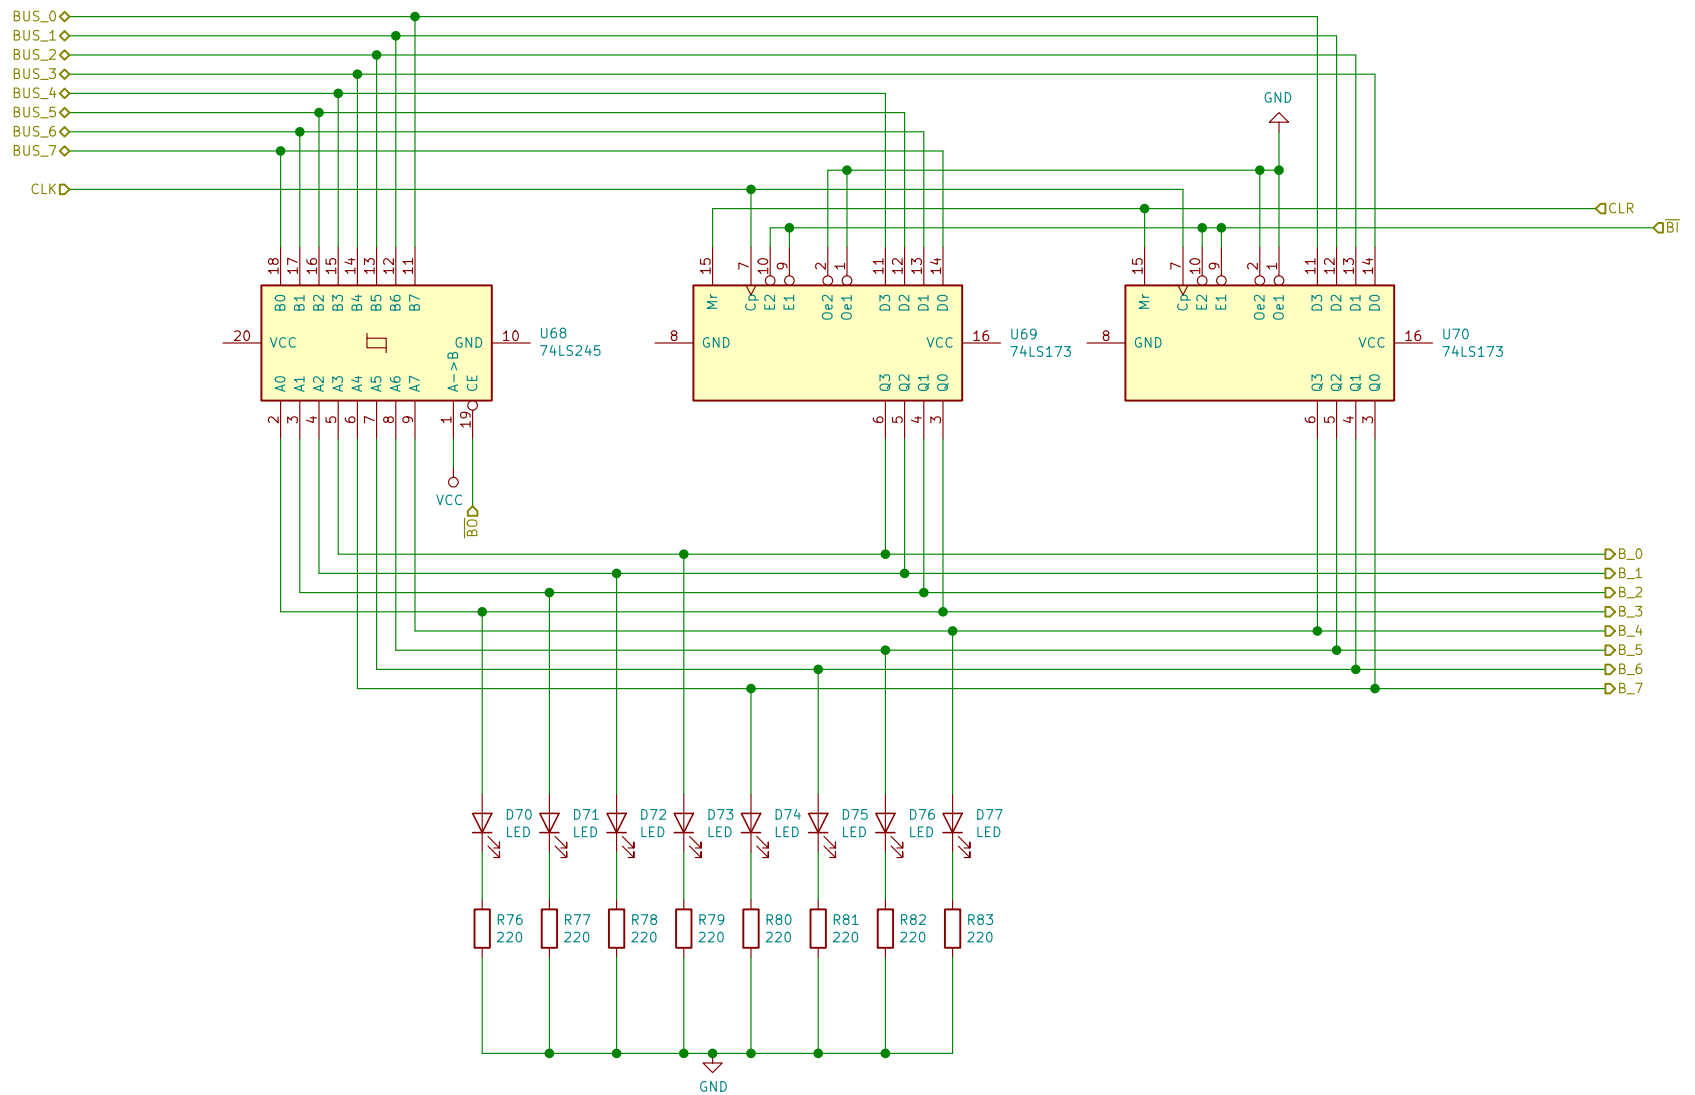 BUS_0
BUS_1
BUS_2
BUS_3
BUS_4
BUS_5
BUS_6
BUS_7
CLK
GND
CLR
BI
18 17 16 15 14 13 12 11
15 7 10 9 2 1 11 12 13 14
15 7 10 9 2 1 11 12 13 14
B0 B1 B2 B3 B4 B5 B6 B7
Mr Cp E2 E1 Oe2 Oe1 D3 D2 D1 D0
Mr Cp E2 E1 Oe2 Oe1 D3 D2 D1 D0
20 VCC GND 10
U68
74LS245
8 GND VCC 16
U69
74LS173
8 GND VCC 16
U70
74LS173
A0 A1 A2 A3 A4 A5 A6 A7 A->B CE
Q3 Q2 Q1 Q0
Q3 Q2 Q1 Q0
2 3 4 5 6 7 8 9 1 19
6 5 4 3
6 5 4 3
VCC
BO
B_0
B_1
B_2
B_3
B_4
B_5
B_6
B_7
D70 D71 D72 D73 D74 D75 D76 D77
LED LED LED LED LED LED LED LED
R76 R77 R78 R79 R80 R81 R82 R83
220 220 220 220 220 220 220 220
GND